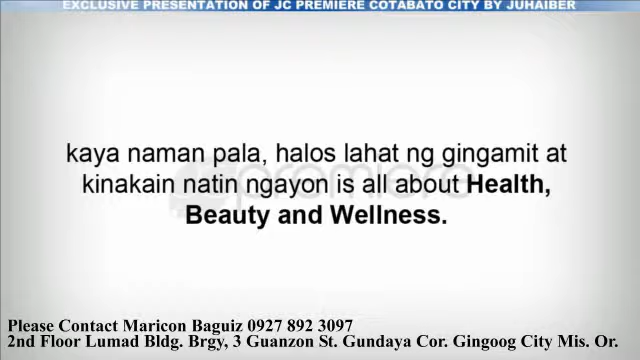 EXCLUSIVE PRESENTATION OF JC PREMIERE COTABATO CITY BY JUHAIBER
kaya naman pala, halos lahat ng gingamit at
kinakain natin ngayon is all about Health,
Beauty and Wellness.
premiere
Please Contact Maricon Baguiz 0927 892 3097
2nd Floor Lumad Bldg. Brgy, 3 Guanzon St. Gundaya Cor. Gingoog City Mis. Or.